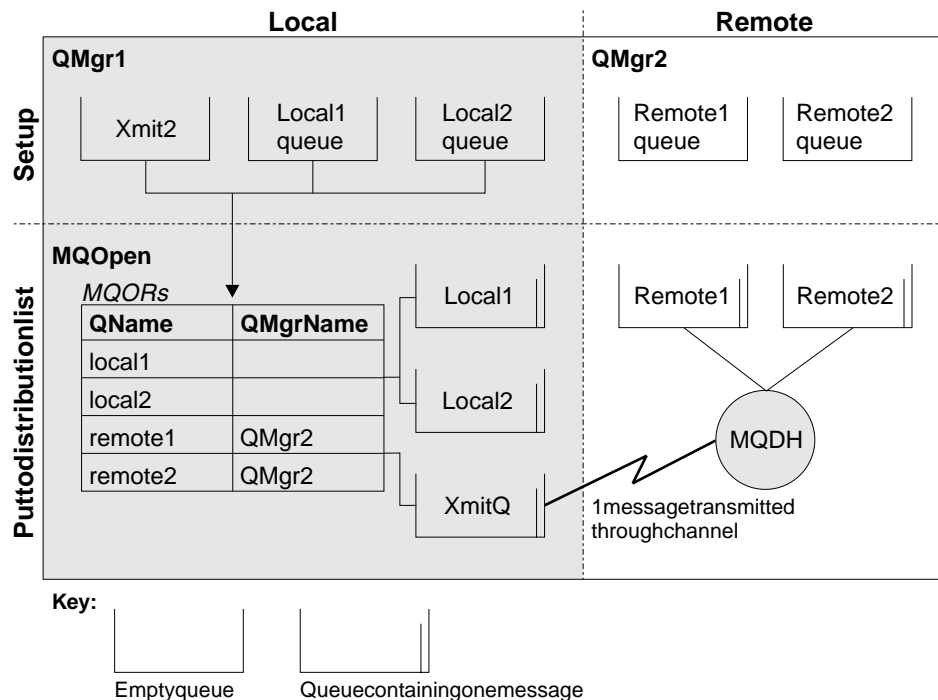 Local
Remote
Setup
QMgr1
Xmit2
Local1
queue
Local2
queue
QMgr2
Remote1
queue
Remote2
queue
Puttodistributionlist
MQOpen
MQORs
QName QMgrName
local1
local2
remote1 QMgr2
remote2 QMgr2
Local1
Local2
XmitQ
Remote1
Remote2
MQDH
1messagetransmitted
throughchannel
Key:
Emptyqueue
Queuecontainingonemessage